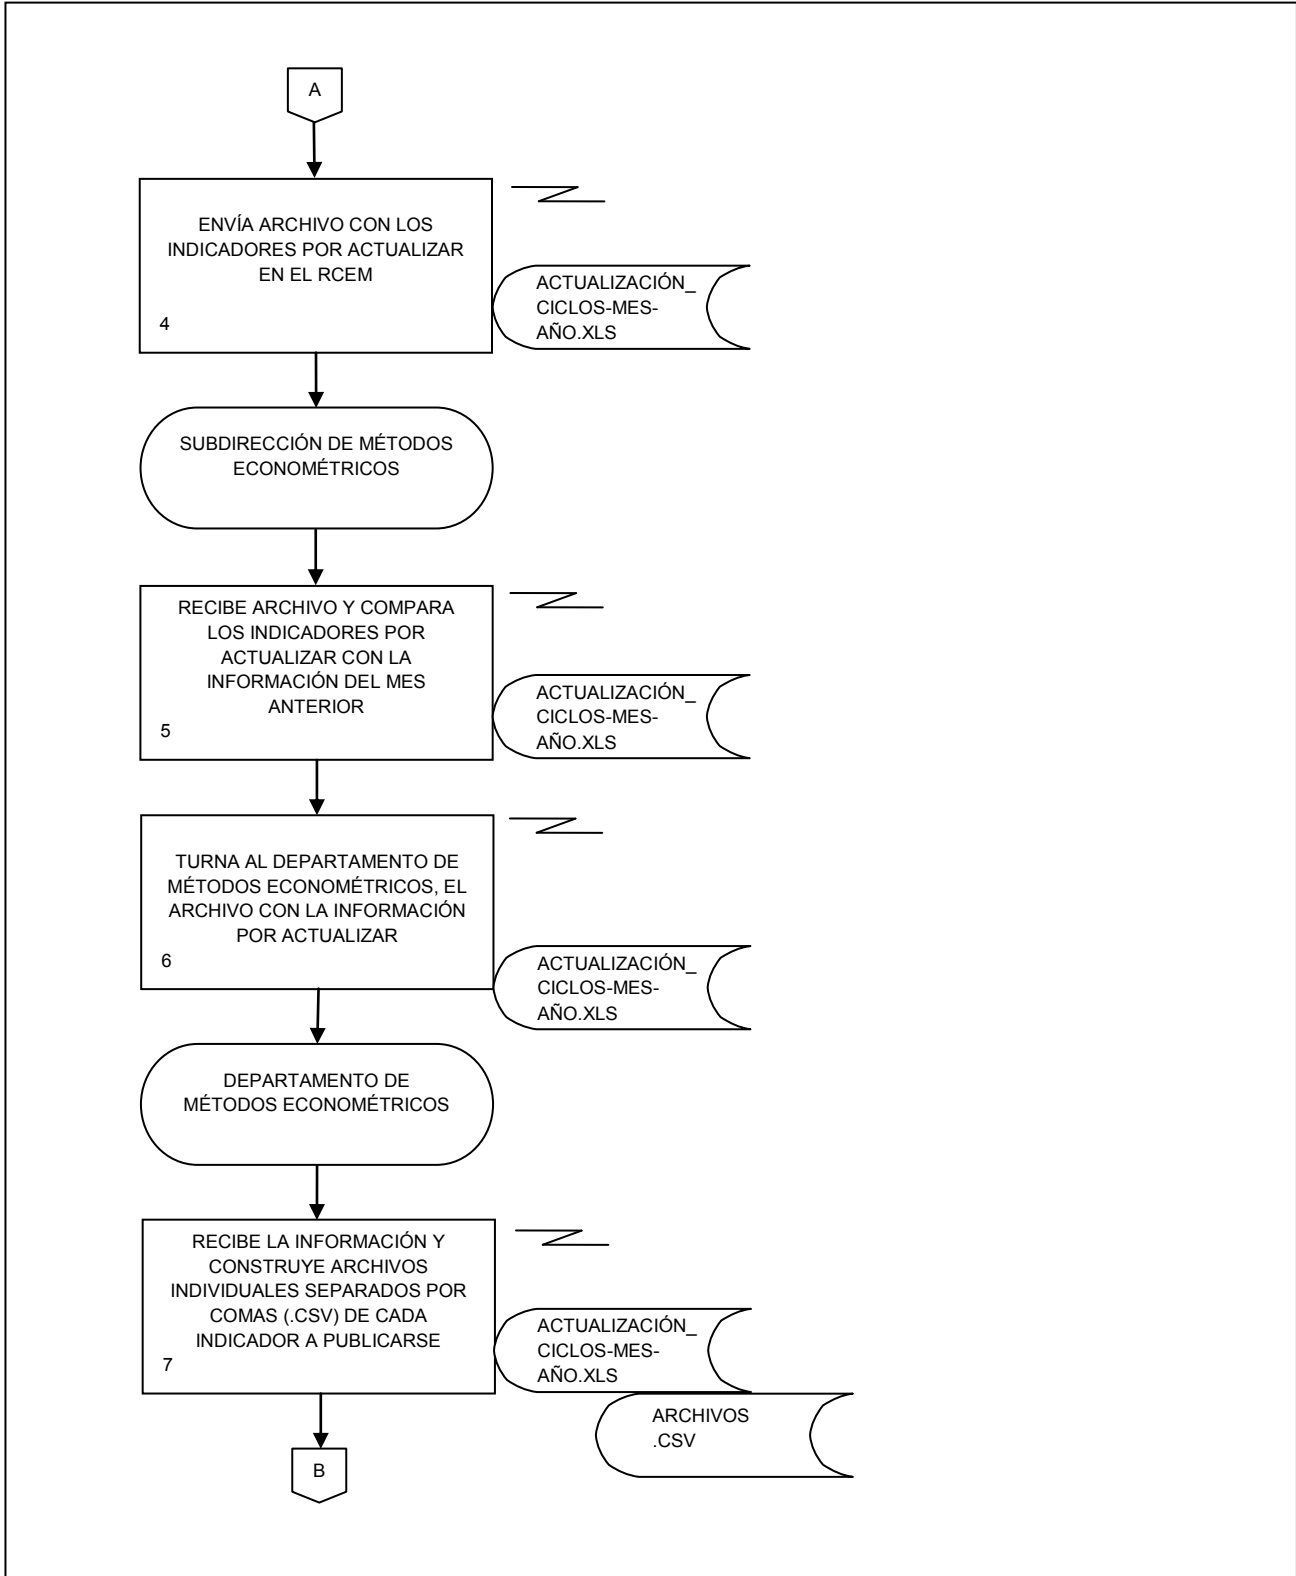 A
ENVÍA ARCHIVO CON LOS
INDICADORES POR ACTUALIZAR
EN EL RCEM
4
ACTUALIZACIÓN_
CICLOS-MES-
AÑO.XLS
SUBDIRECCIÓN DE MÉTODOS
ECONOMÉTRICOS
RECIBE ARCHIVO Y COMPARA
LOS INDICADORES POR
ACTUALIZAR CON LA
INFORMACIÓN DEL MES
ANTERIOR
5
ACTUALIZACIÓN_
CICLOS-MES-
AÑO.XLS
TURNA AL DEPARTAMENTO DE
MÉTODOS ECONOMÉTRICOS, EL
ARCHIVO CON LA INFORMACIÓN
POR ACTUALIZAR
6
ACTUALIZACIÓN_
CICLOS-MES-
AÑO.XLS
DEPARTAMENTO DE
MÉTODOS ECONOMÉTRICOS
RECIBE LA INFORMACIÓN Y
CONSTRUYE ARCHIVOS
INDIVIDUALES SEPARADOS POR
COMAS (.CSV) DE CADA
INDICADOR A PUBLICARSE
7
ACTUALIZACIÓN_
CICLOS-MES-
AÑO.XLS
ARCHIVOS
.CSV
B